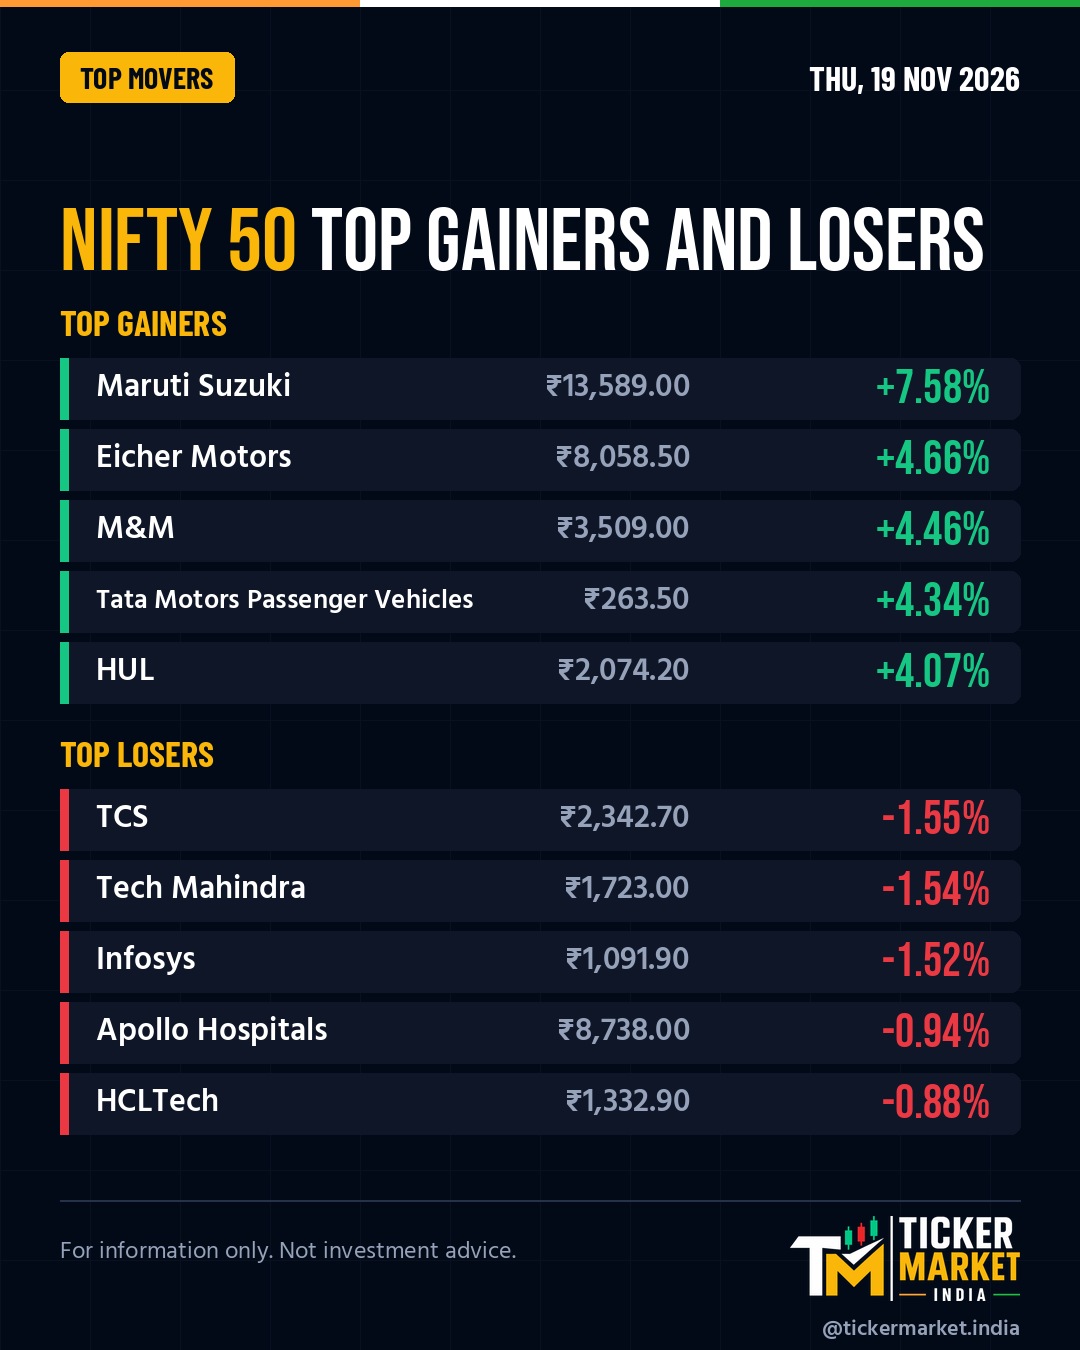 TOP MOVERS
THU, 19 NOV 2026
NIFTY 50 TOP GAINERS AND LOSERS
TOP GAINERS
Maruti Suzuki ₹13,589.00 +7.58%
Eicher Motors ₹8,058.50 +4.66%
M&M ₹3,509.00 +4.46%
Tata Motors Passenger Vehicles ₹263.50 +4.34%
HUL ₹2,074.20 +4.07%
TOP LOSERS
TCS ₹2,342.70 -1.55%
Tech Mahindra ₹1,723.00 -1.54%
Infosys ₹1,091.90 -1.52%
Apollo Hospitals ₹8,738.00 -0.94%
HCLTech ₹1,332.90 -0.88%
For information only. Not investment advice.
TM
TICKER
MARKET
INDIA
@tickermarket.india